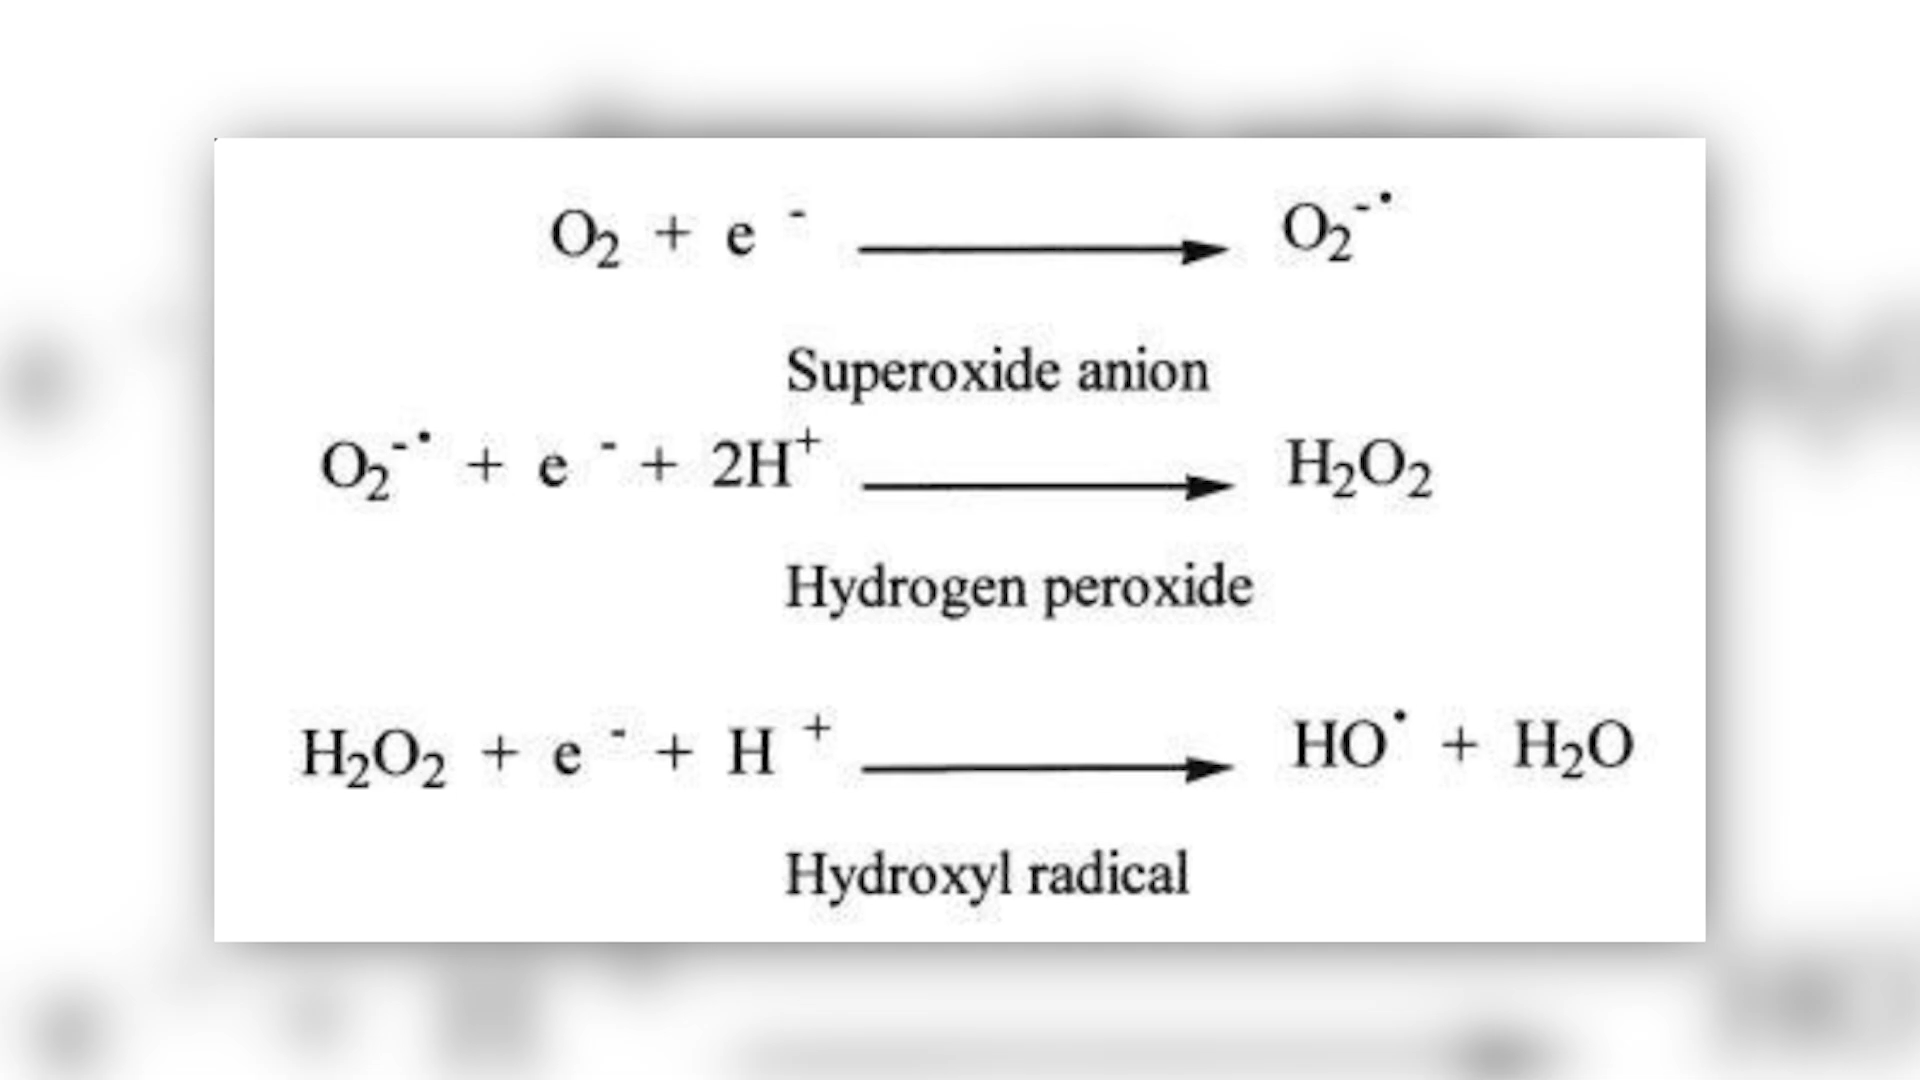 O₂ + e ⁻ ⟶ O₂⁻˙
Superoxide anion
O₂⁻˙ + e ⁻ + 2H⁺ ⟶ H₂O₂
Hydrogen peroxide
H₂O₂ + e ⁻ + H ⁺ ⟶ HO˙ + H₂O
Hydroxyl radical